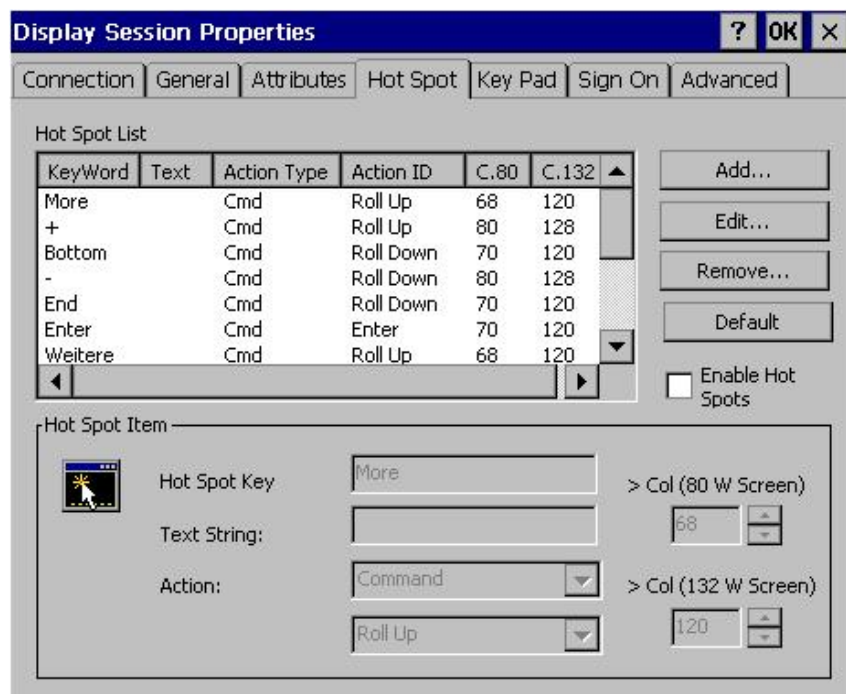 Display Session Properties ? OK ×
Connection General Attributes Hot Spot Key Pad Sign On Advanced
Hot Spot List
KeyWord Text Action Type Action ID C.80 C.132
More Cmd Roll Up 68 120
+ Cmd Roll Up 80 128
Bottom Cmd Roll Down 70 120
- Cmd Roll Down 80 128
End Cmd Roll Down 70 120
Enter Cmd Enter 70 120
Weitere Cmd Roll Up 68 120
Add...
Edit...
Remove...
Default
Enable Hot
Spots
Hot Spot Item
Hot Spot Key More
Text String:
Action: Command
Roll Up
> Col (80 W Screen)
68
> Col (132 W Screen)
120